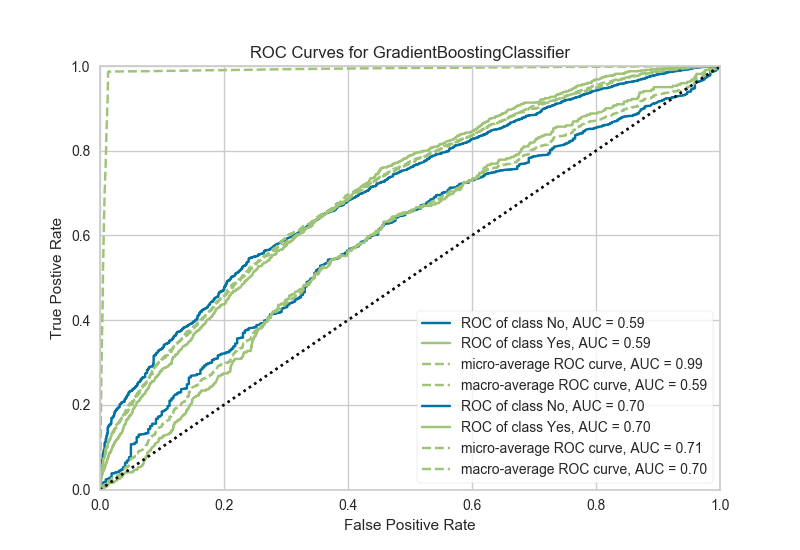 ROC Curves for GradientBoostingClassifier
1.0
0.8
0.6
0.4
0.2
0.0
True Postive Rate
ROC of class No, AUC = 0.59
ROC of class Yes, AUC = 0.59
micro-average ROC curve, AUC = 0.99
macro-average ROC curve, AUC = 0.59
ROC of class No, AUC = 0.70
ROC of class Yes, AUC = 0.70
micro-average ROC curve, AUC = 0.71
macro-average ROC curve, AUC = 0.70
0.0 0.2 0.4 0.6 0.8 1.0
False Positive Rate